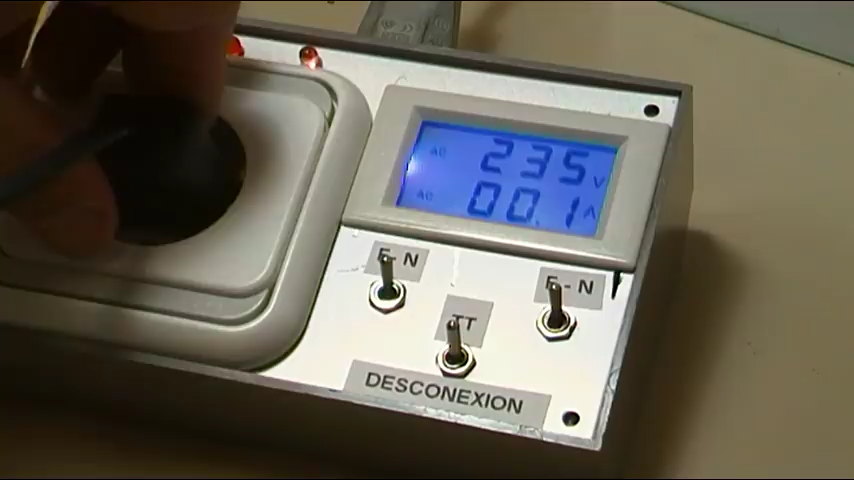 AC 235 V
AC 00.1 A
F-N
F-N
TT
DESCONEXION